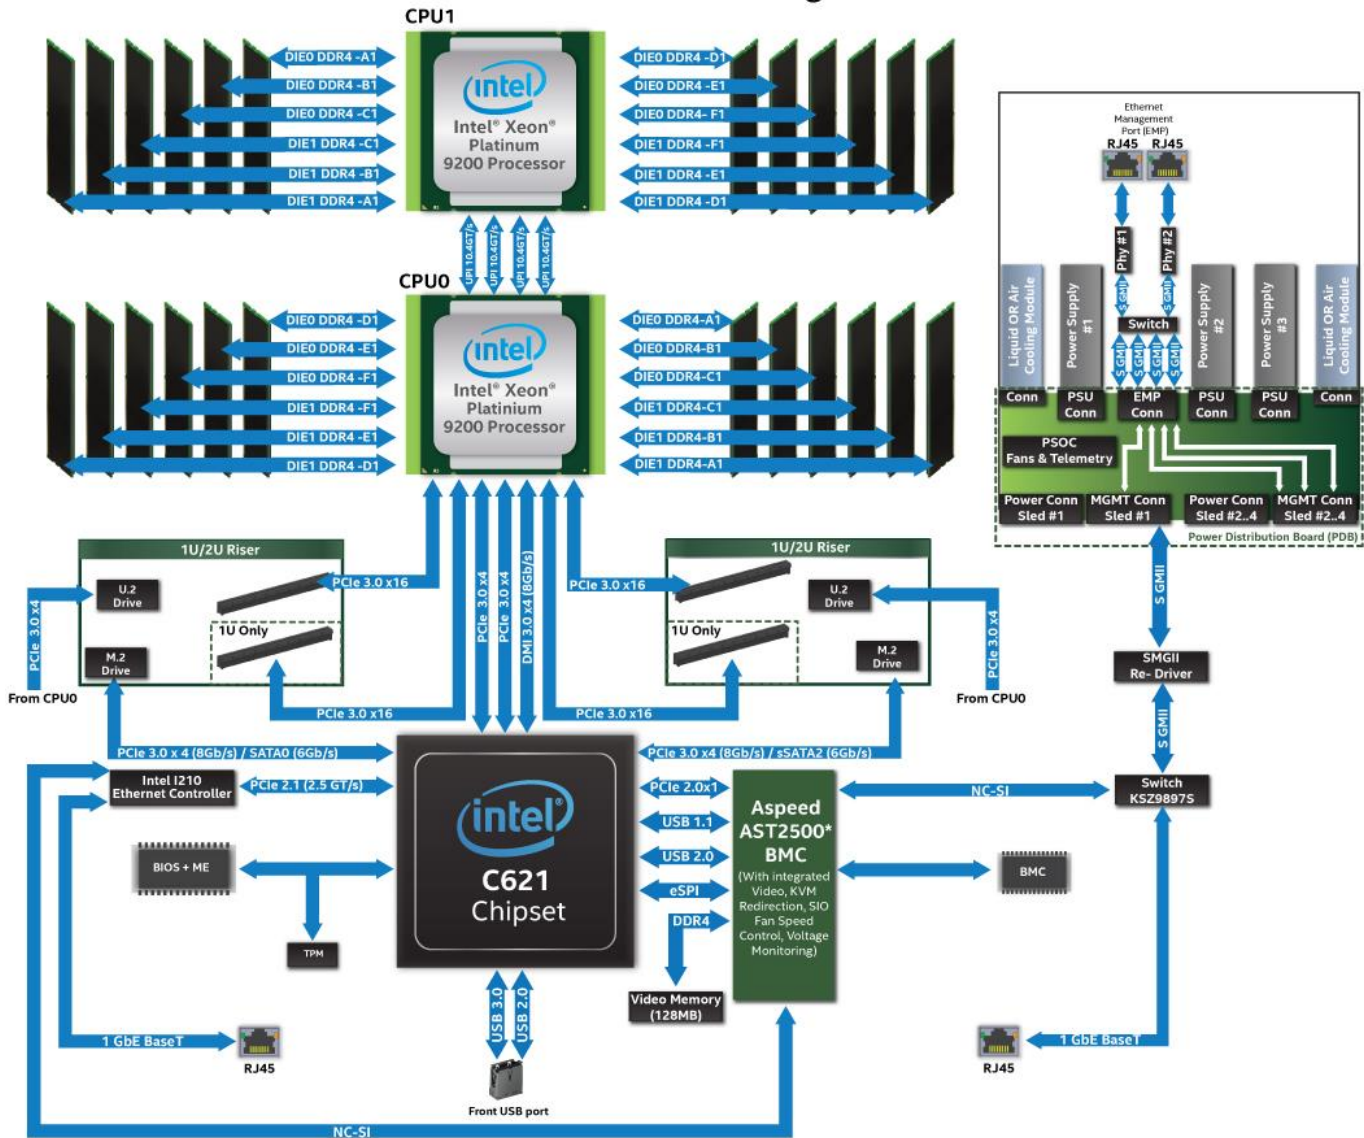 CPU1
DIE0 DDR4 -A1
DIE0 DDR4 -B1
DIE0 DDR4 -C1
DIE1 DDR4 -C1
DIE1 DDR4 -B1
DIE1 DDR4 -A1
intel
Intel® Xeon®
Platinum
9200 Processor
DIE0 DDR4 -D1
DIE0 DDR4 -E1
DIE0 DDR4- F1
DIE1 DDR4 -F1
DIE1 DDR4 -E1
DIE1 DDR4 -D1
UPI 10.4GT/s
UPI 10.4GT/s
UPI 10.4GT/s
UPI 10.4GT/s
CPU0
DIE0 DDR4 -D1
DIE0 DDR4 -E1
DIE0 DDR4 -F1
DIE1 DDR4 -F1
DIE1 DDR4 -E1
DIE1 DDR4 -D1
intel
Intel® Xeon®
Platinium
9200 Processor
DIE0 DDR4-A1
DIE0 DDR4-B1
DIE0 DDR4-C1
DIE1 DDR4-C1
DIE1 DDR4-B1
DIE1 DDR4-A1
Ethernet
Management
Port (EMP)
RJ45
RJ45
Phy #1
Phy #2
S GMII
S GMII
Switch
S GMII
S GMII
S GMII
S GMII
Liquid OR Air
Cooling Module
Power Supply
#1
Power Supply
#2
Power Supply
#3
Liquid OR Air
Cooling Module
Conn
PSU
Conn
EMP
Conn
PSU
Conn
PSU
Conn
Conn
PSOC
Fans & Telemetry
Power Conn
Sled #1
MGMT Conn
Sled #1
Power Conn
Sled #2..4
MGMT Conn
Sled #2..4
Power Distribution Board (PDB)
1U/2U Riser
U.2
Drive
M.2
Drive
1U Only
PCIe 3.0 x4
From CPU0
PCIe 3.0 x16
PCIe 3.0 x16
PCIe 3.0 x4
PCIe 3.0 x4
DMI 3.0 x4 (8Gb/s)
PCIe 3.0 x16
PCIe 3.0 x16
1U/2U Riser
U.2
Drive
1U Only
M.2
Drive
PCIe 3.0 x4
From CPU0
S GMII
SMGII
Re- Driver
S GMII
Switch
KSZ9897S
PCIe 3.0 x 4 (8Gb/s) / SATA0 (6Gb/s)
PCIe 3.0 x4 (8Gb/s) / sSATA2 (6Gb/s)
Intel I210
Ethernet Controller
PCIe 2.1 (2.5 GT/s)
BIOS + ME
TPM
intel®
C621
Chipset
PCIe 2.0x1
USB 1.1
USB 2.0
eSPI
DDR4
Video Memory
(128MB)
Aspeed
AST2500*
BMC
(With integrated
Video, KVM
Redirection, SIO
Fan Speed
Control, Voltage
Monitoring)
NC-SI
BMC
USB 3.0
USB 2.0
Front USB port
1 GbE BaseT
RJ45
RJ45
1 GbE BaseT
NC-SI